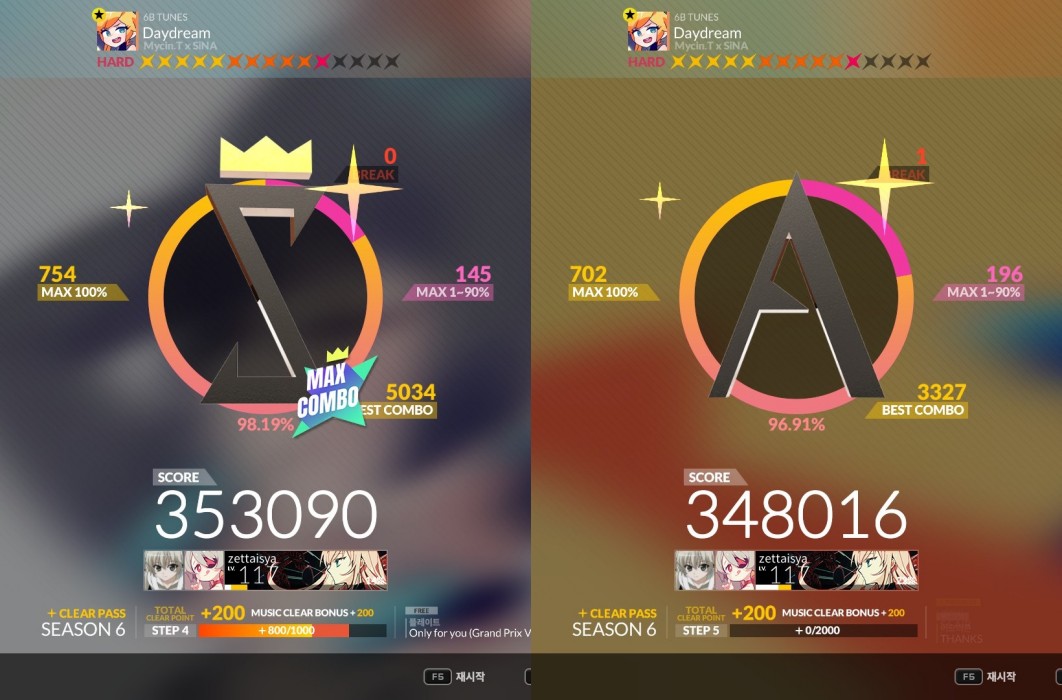 6B TUNES
Daydream
Mycin.T x SiNA
HARD
0
BREAK
754
MAX 100%
145
MAX 1~90%
MAX
COMBO
5034
BEST COMBO
98.19%
SCORE
353090
zettaisya
LV. 117
+ CLEAR PASS
SEASON 6
TOTAL
CLEAR POINT
+200
MUSIC CLEAR BONUS + 200
STEP 4
+ 800/1000
FREE
플레이트
Only for you (Grand Prix V
F5 재시작
6B TUNES
Daydream
Mycin.T x SiNA
HARD
1
BREAK
702
MAX 100%
196
MAX 1~90%
A
3327
BEST COMBO
96.91%
SCORE
348016
zettaisya
LV. 117
+ CLEAR PASS
SEASON 6
TOTAL
CLEAR POINT
+200
MUSIC CLEAR BONUS + 200
STEP 5
+ 0/2000
THANKS
F5 재시작